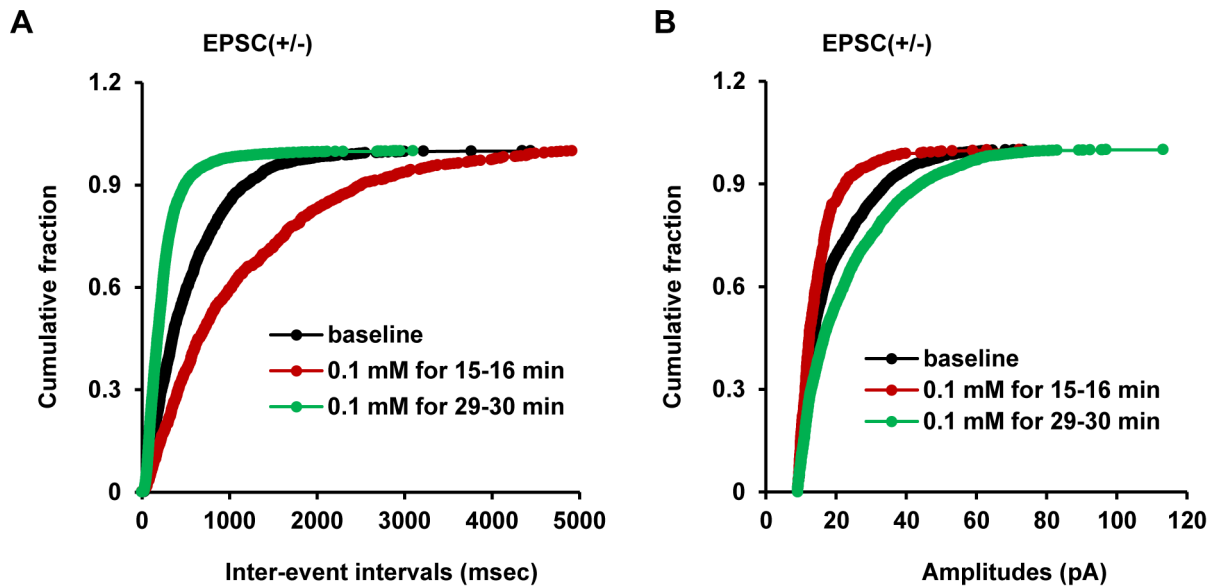 A
EPSC(+/-)
1.2
0.9
0.6
0.3
0
Cumulative fraction
baseline
0.1 mM for 15-16 min
0.1 mM for 29-30 min
0 1000 2000 3000 4000 5000
Inter-event intervals (msec)
B
EPSC(+/-)
1.2
0.9
0.6
0.3
0
Cumulative fraction
baseline
0.1 mM for 15-16 min
0.1 mM for 29-30 min
0 20 40 60 80 100 120
Amplitudes (pA)